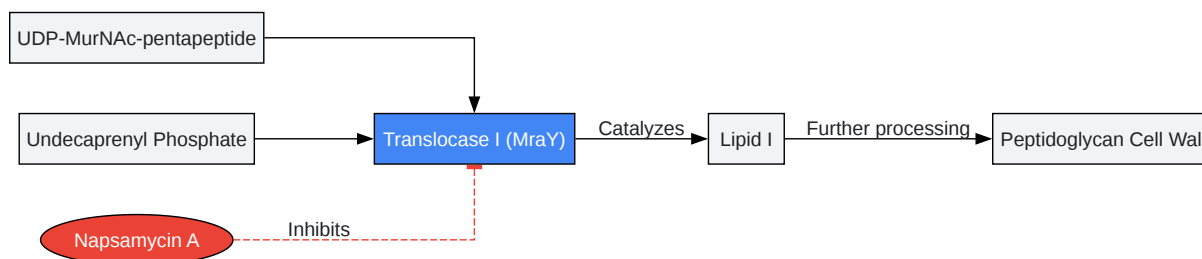 UDP-MurNAc-pentapeptide
Undecaprenyl Phosphate
Translocase I (MraY)
Catalyzes
Lipid I
Further processing
Peptidoglycan Cell Wal
Napsamycin A
Inhibits